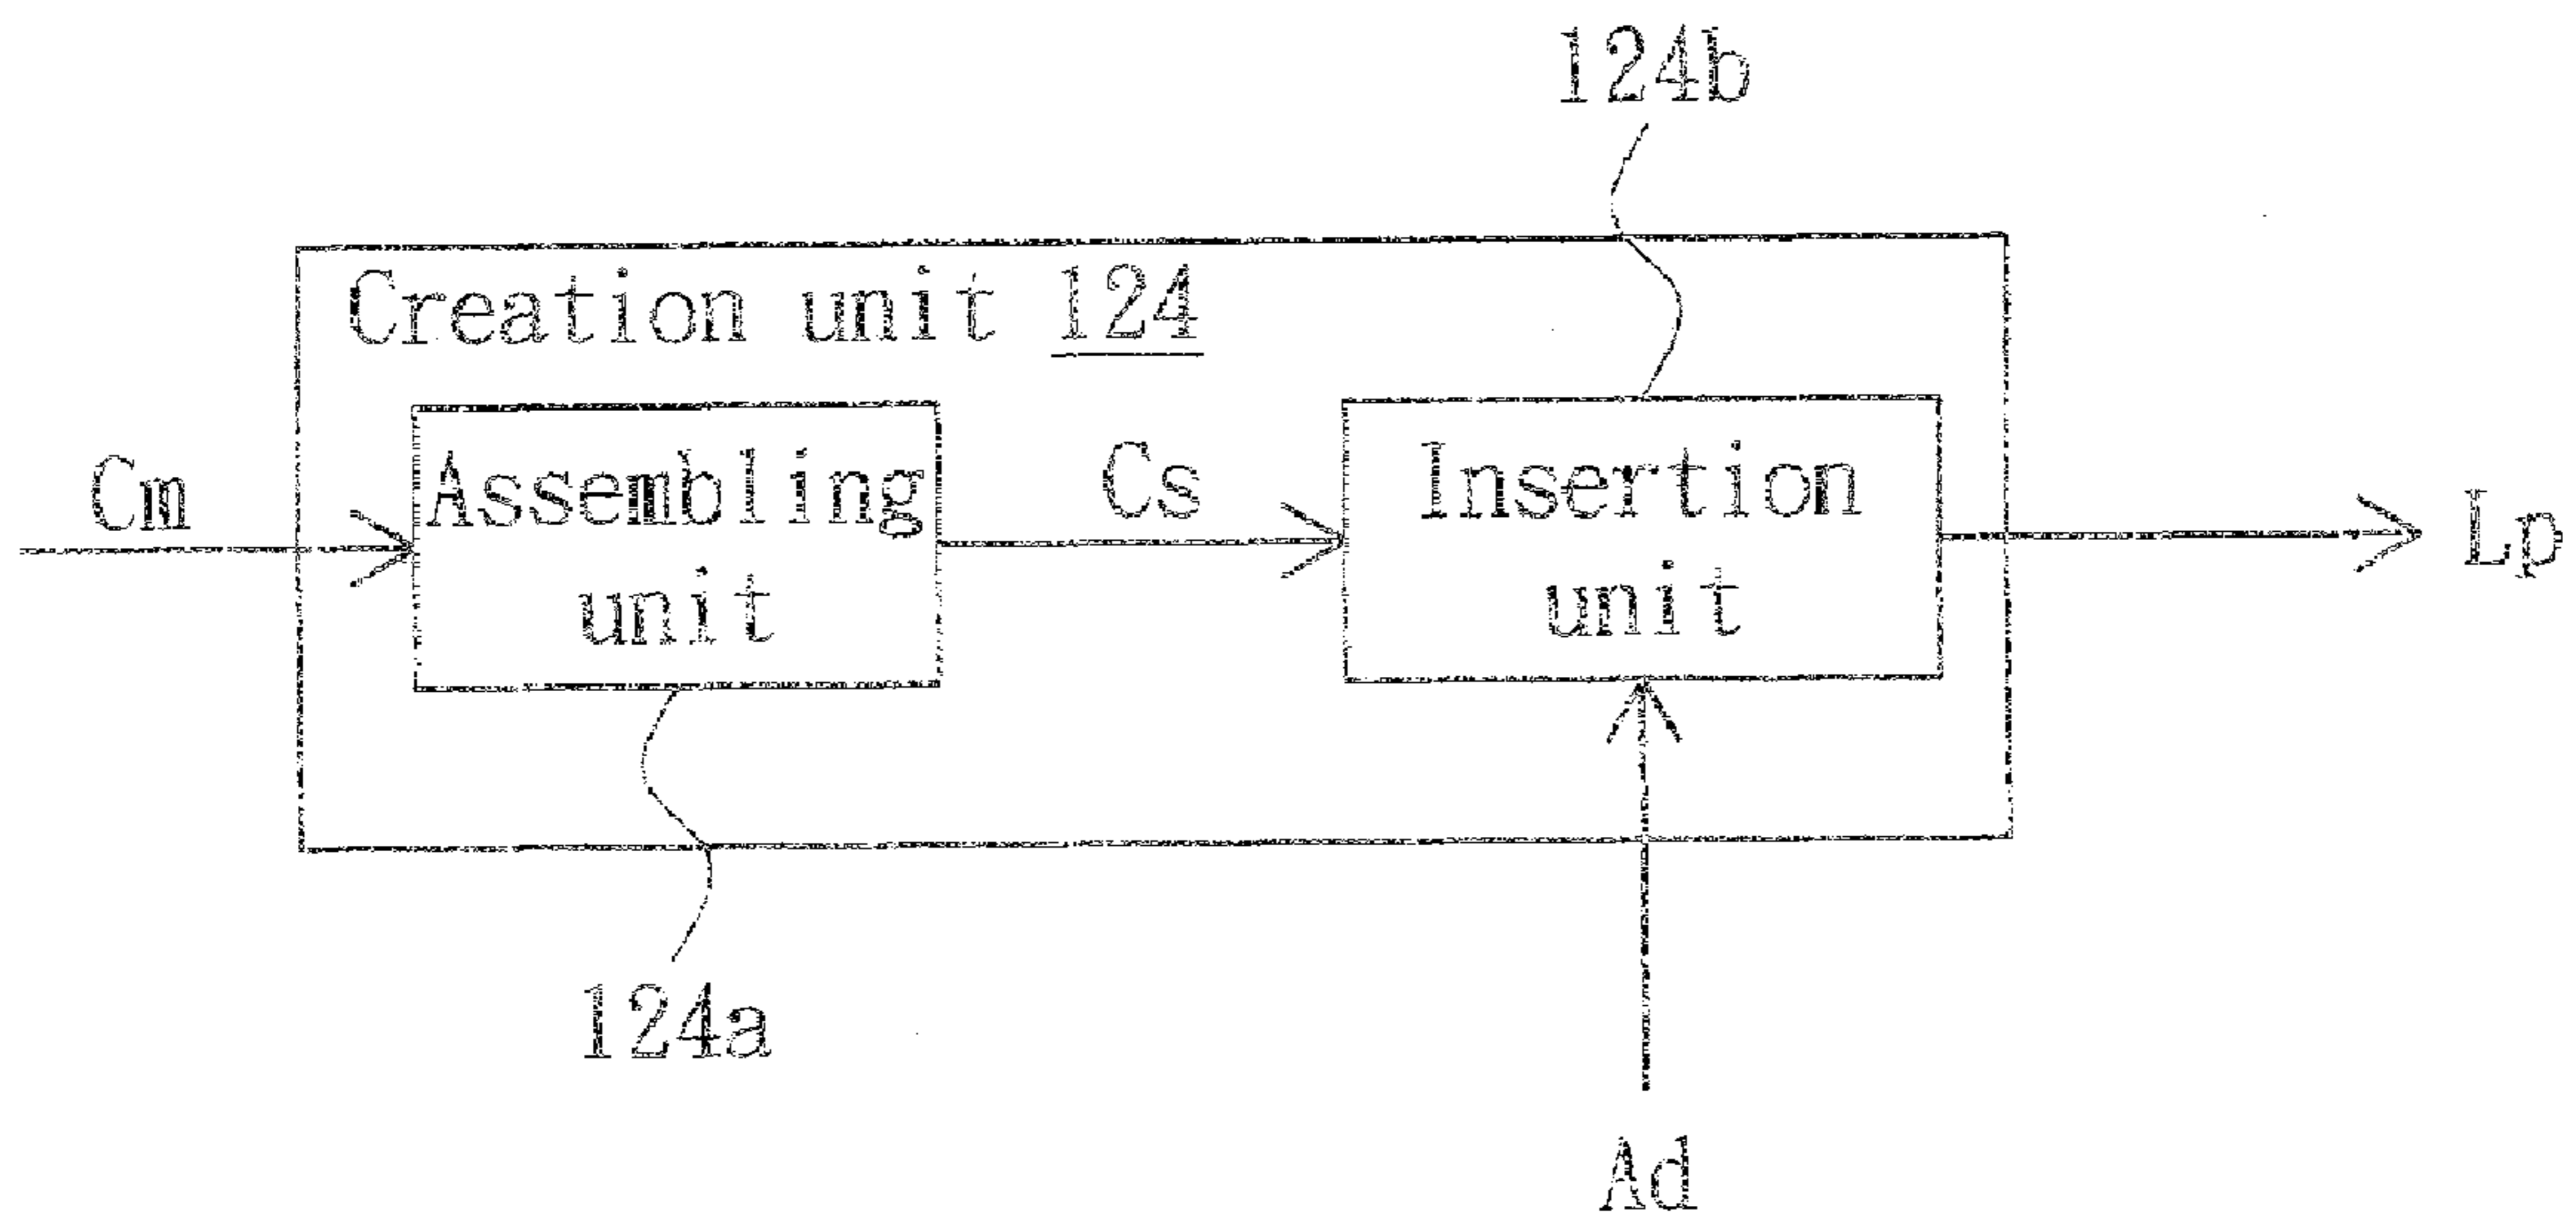 124b
Creation unit 124
Cm
Assembling
unit
Cs
Insertion
unit
Lp
124a
Ad